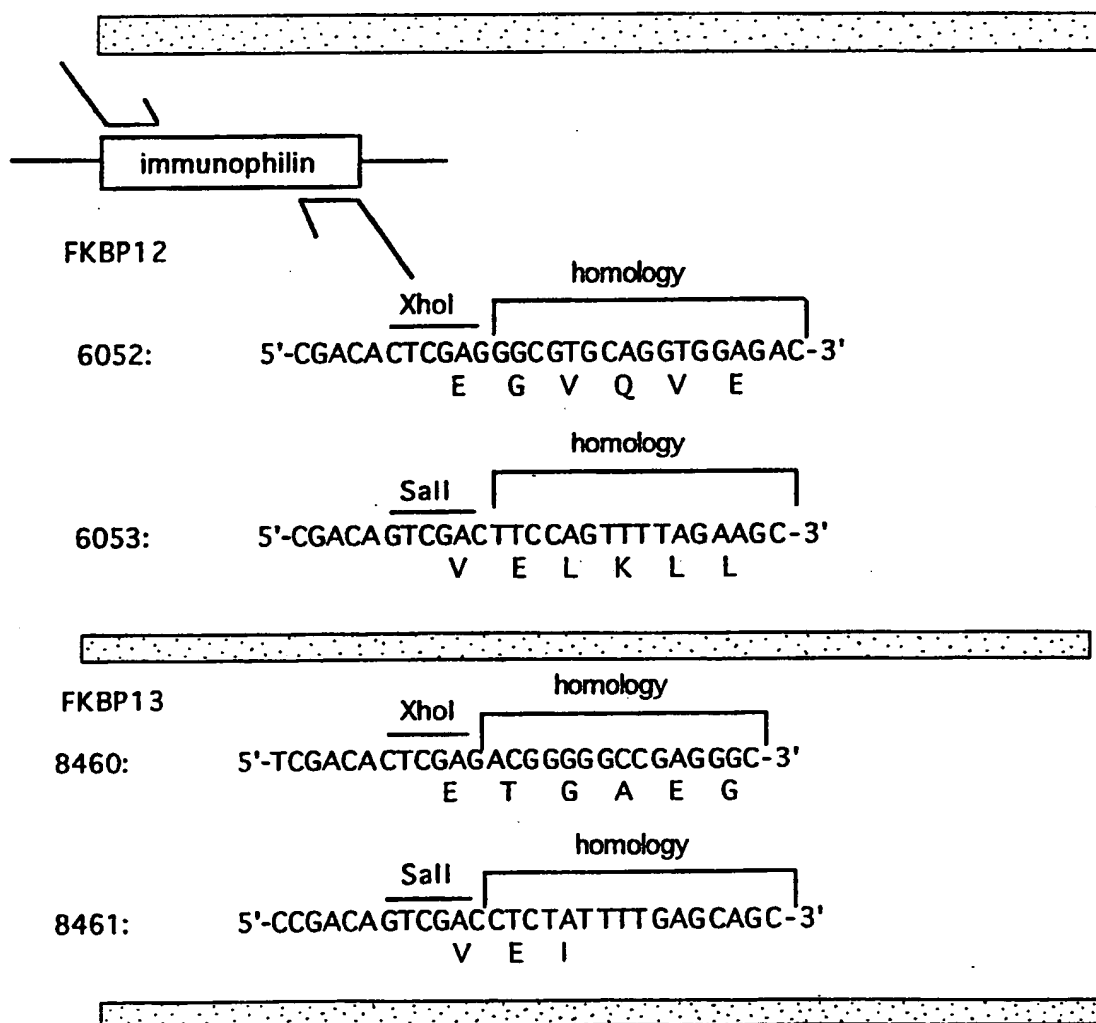 immunophilin
FKBP12
homology
XhoI
6052: 5'-CGACACTCGAGGGCGTGCAGGTGGAGAC-3'
E G V Q V E
homology
SalI
6053: 5'-CGACAGTCGACTTCCAGTTTTAGAAGC-3'
V E L K L L
FKBP13
homology
XhoI
8460: 5'-TCGACACTCGAGACGGGGGCCGAGGGC-3'
E T G A E G
homology
SalI
8461: 5'-CCGACAGTCGACCTCTATTTTGAGCAGC-3'
V E I